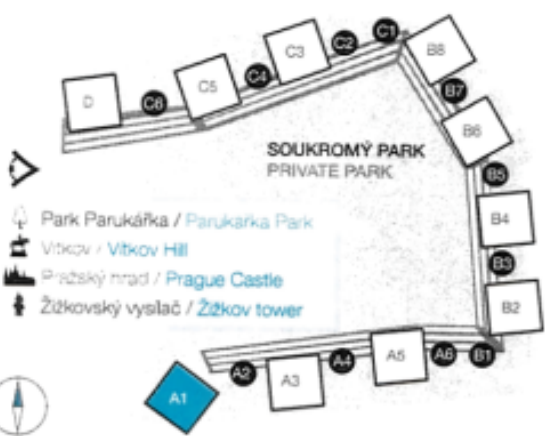 C1
C2
C3
C4
C5
C6
D
B8
B7
B6
B5
B4
B3
B2
B1
SOUKROMÝ PARK
PRIVATE PARK
Park Parukářka / Parukarka Park
Vítkov / Vítkov Hill
Pražský hrad / Prague Castle
Žižkovský vysílač / Žižkov tower
A1
A2
A3
A4
A5
A6